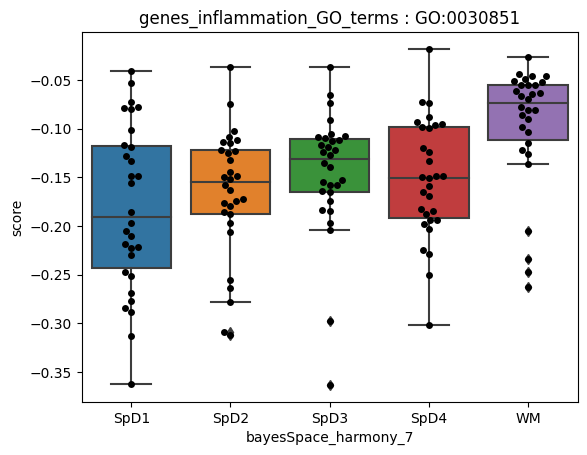 genes_inflammation_GO_terms : GO:0030851
score
−0.05
−0.10
−0.15
−0.20
−0.25
−0.30
−0.35
SpD1 SpD2 SpD3 SpD4 WM
bayesSpace_harmony_7